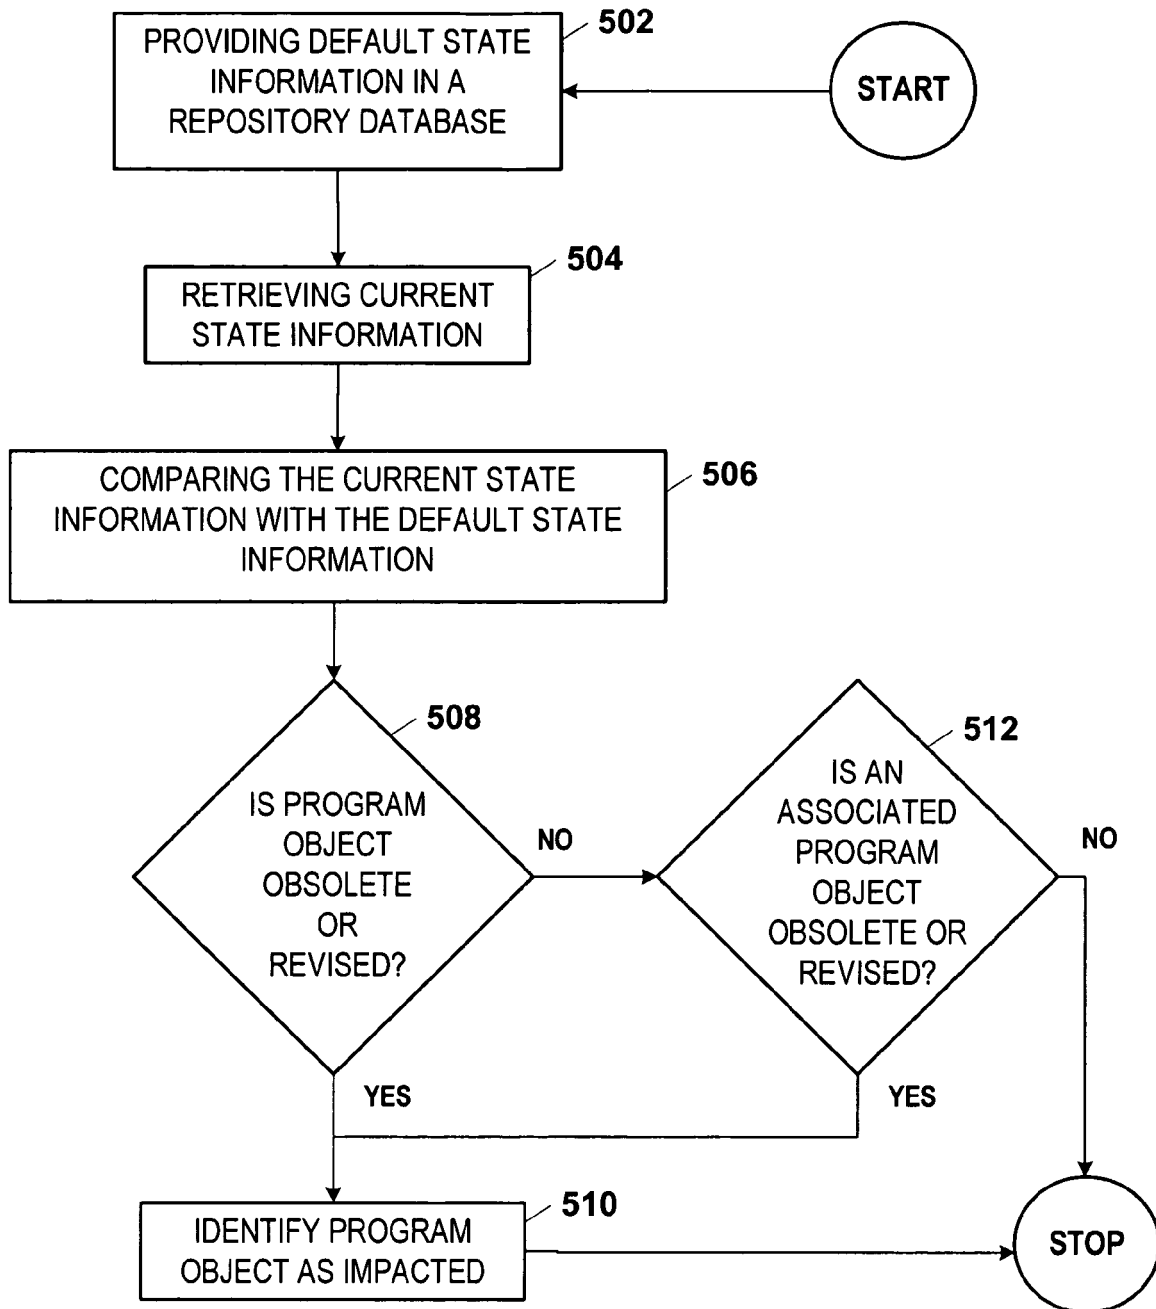 502
PROVIDING DEFAULT STATE
INFORMATION IN A
REPOSITORY DATABASE
START
504
RETRIEVING CURRENT
STATE INFORMATION
506
COMPARING THE CURRENT STATE
INFORMATION WITH THE DEFAULT STATE
INFORMATION
508
IS PROGRAM
OBJECT
OBSOLETE
OR
REVISED?
NO
YES
512
IS AN
ASSOCIATED
PROGRAM
OBJECT
OBSOLETE OR
REVISED?
NO
YES
510
IDENTIFY PROGRAM
OBJECT AS IMPACTED
STOP